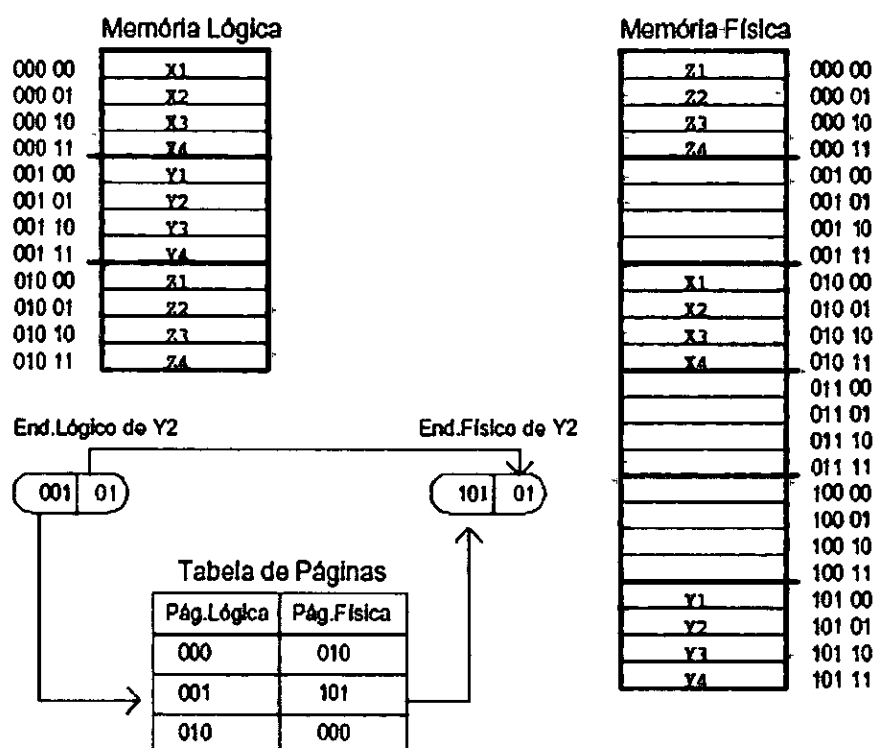 Memória Lógica
000 00 X1
000 01 X2
000 10 X3
000 11 X4
001 00 Y1
001 01 Y2
001 10 Y3
001 11 Y4
010 00 Z1
010 01 Z2
010 10 Z3
010 11 Z4
Memória Física
Z1 000 00
Z2 000 01
Z3 000 10
Z4 000 11
001 00
001 01
001 10
001 11
X1 010 00
X2 010 01
X3 010 10
X4 010 11
011 00
011 01
011 10
011 11
100 00
100 01
100 10
100 11
Y1 101 00
Y2 101 01
Y3 101 10
Y4 101 11
End.Lógico de Y2
End.Físico de Y2
001 01
101 01
Tabela de Páginas
Pág.Lógica Pág.Física
000 010
001 101
010 000